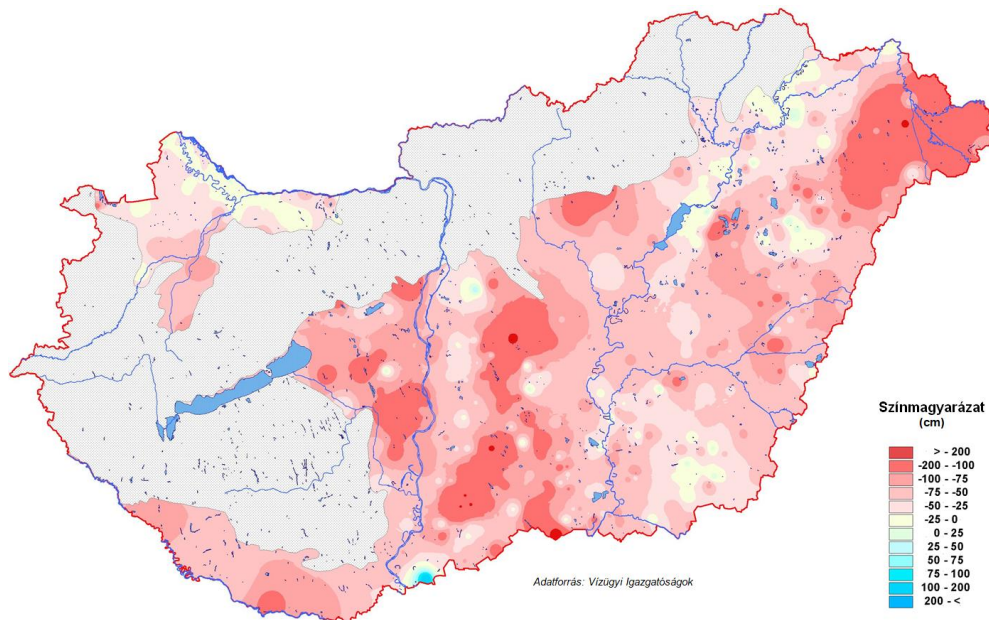 Színmagyarázat
(cm)
> - 200
-200 - -100
-100 - -75
-75 - -50
-50 - -25
-25 - 0
0 - 25
25 - 50
50 - 75
75 - 100
100 - 200
200 - <
Adatforrás: Vízügyi Igazgatóságok